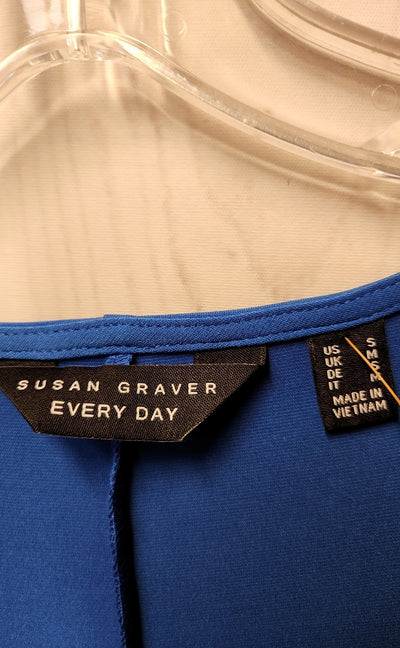 SUSAN GRAVER
EVERY DAY
US S
UK M
DE S
IT M
MADE IN
VIETNAM